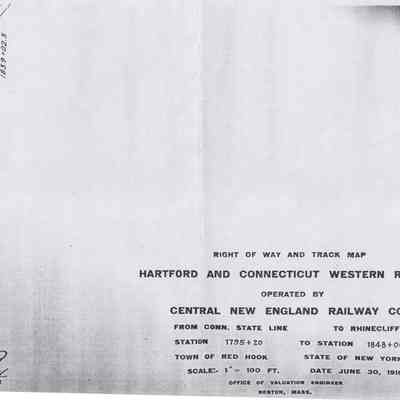 1839+02.8
RIGHT OF WAY AND TRACK MAP
HARTFORD AND CONNECTICUT WESTERN R
OPERATED BY
CENTRAL NEW ENGLAND RAILWAY CO
FROM CONN. STATE LINE TO RHINECLIFF
STATION 1795+20 TO STATION 1848+0
TOWN OF RED HOOK STATE OF NEW YORK
SCALE:- 1"= 100 FT. DATE JUNE 30, 191
OFFICE OF VALUATION ENGINEER
BOSTON, MASS.